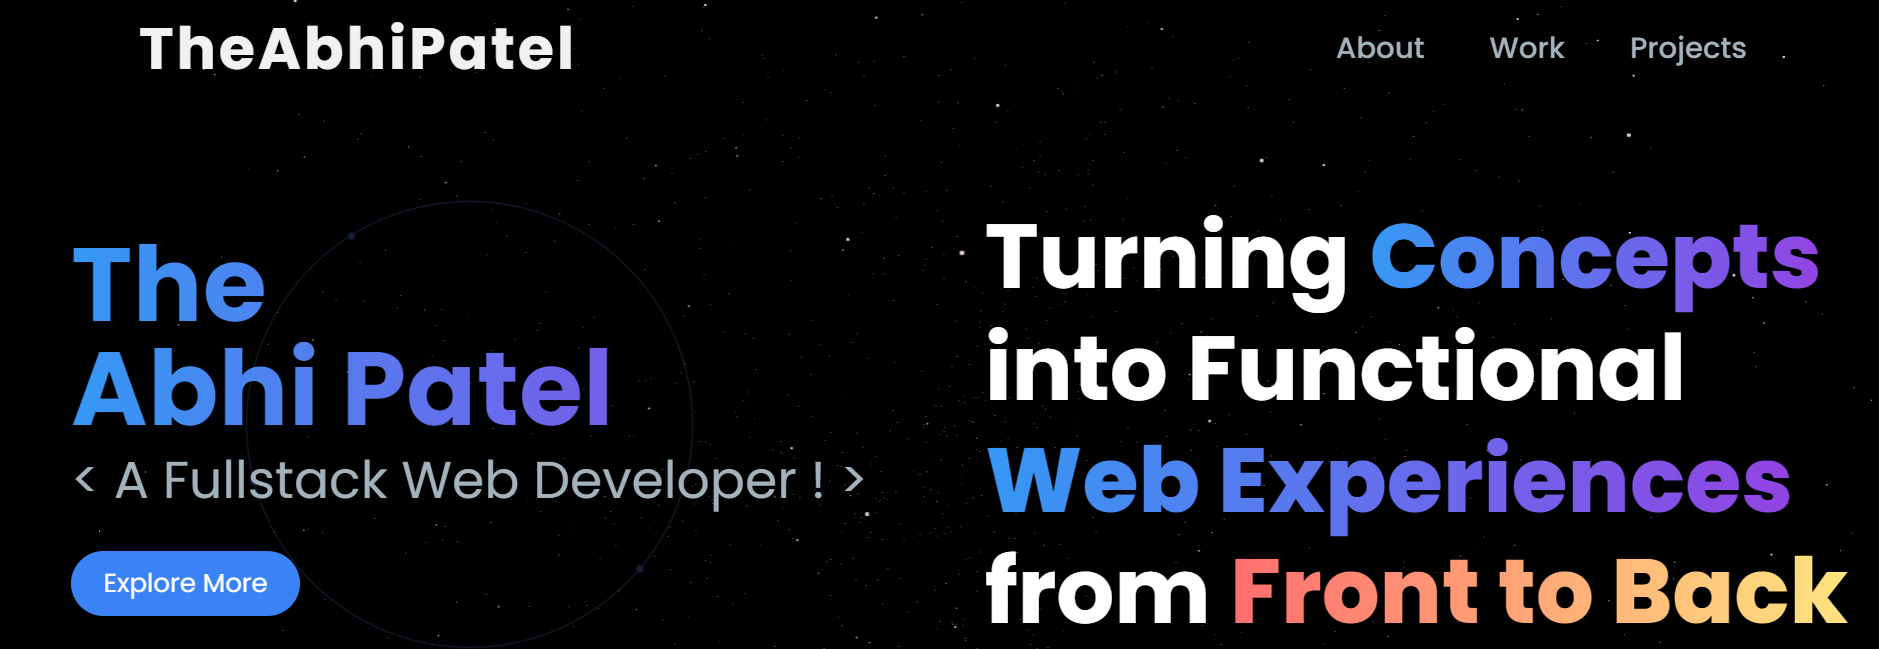 TheAbhiPatel
About Work Projects
The
Abhi Patel
< A Fullstack Web Developer ! >
Explore More
Turning Concepts
into Functional
Web Experiences
from Front to Back